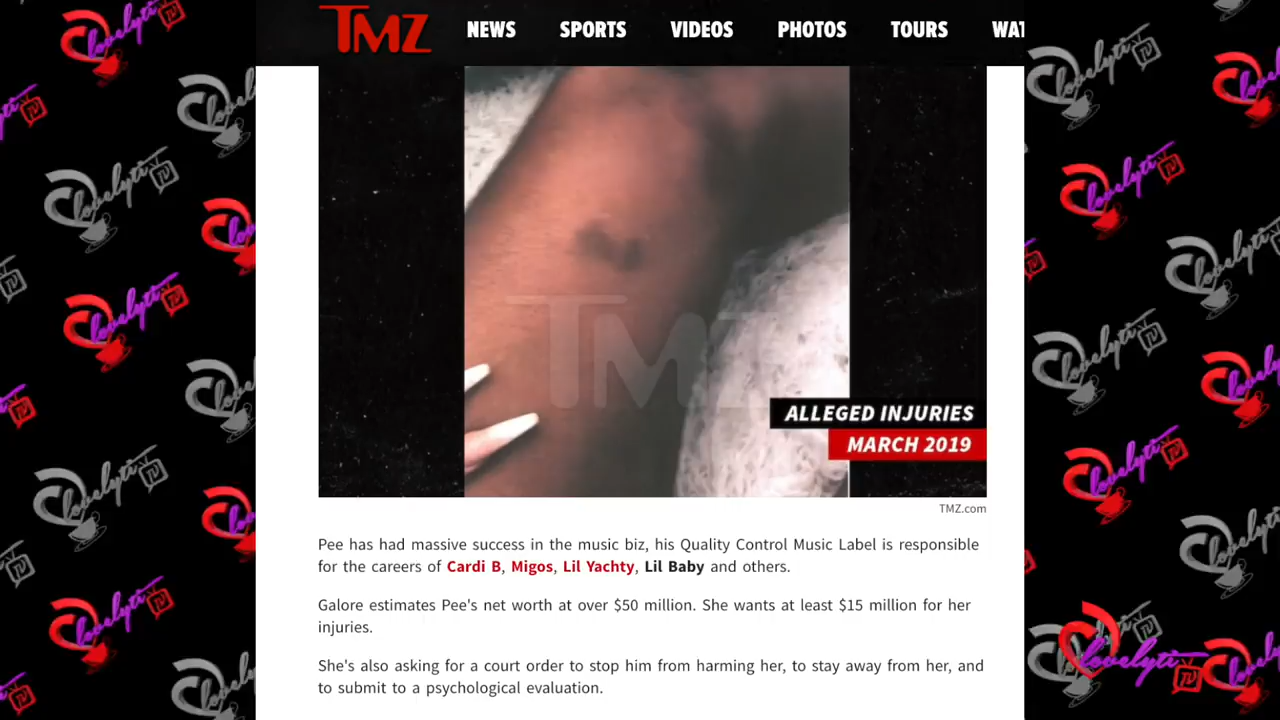 TMZ NEWS SPORTS VIDEOS PHOTOS TOURS WAT
TMZ
ALLEGED INJURIES
MARCH 2019
TMZ.com
Pee has had massive success in the music biz, his Quality Control Music Label is responsible
for the careers of Cardi B, Migos, Lil Yachty, Lil Baby and others.
Galore estimates Pee's net worth at over $50 million. She wants at least $15 million for her
injuries.
She's also asking for a court order to stop him from harming her, to stay away from her, and
to submit to a psychological evaluation.
lovelyti